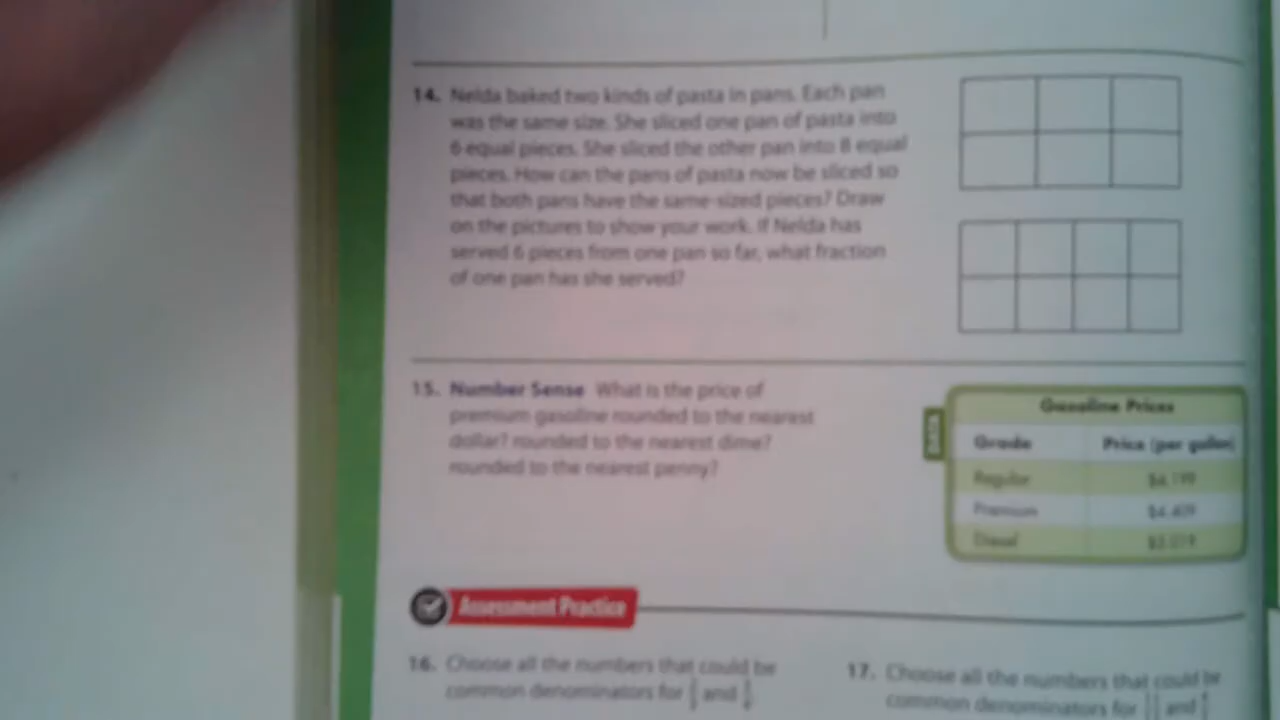 14. Nelda baked two kinds of pasta in pans. Each pan
was the same size. She sliced one pan of pasta into
6 equal pieces. She sliced the other pan into 8 equal
pieces. How can the pans of pasta now be sliced so
that both pans have the same-sized pieces? Draw
on the pictures to show your work. If Nelda has
served 6 pieces from one pan so far, what fraction
of one pan has she served?
15. Number Sense What is the price of
premium gasoline rounded to the nearest
dollar? rounded to the nearest dime?
rounded to the nearest penny?
DATA
Gasoline Prices
Grade Price (per gallon)
Regular
Premium
Diesel
Assessment Practice
16. Choose all the numbers that could be
common denominators for and
17. Choose all the numbers that could be
common denominators for and